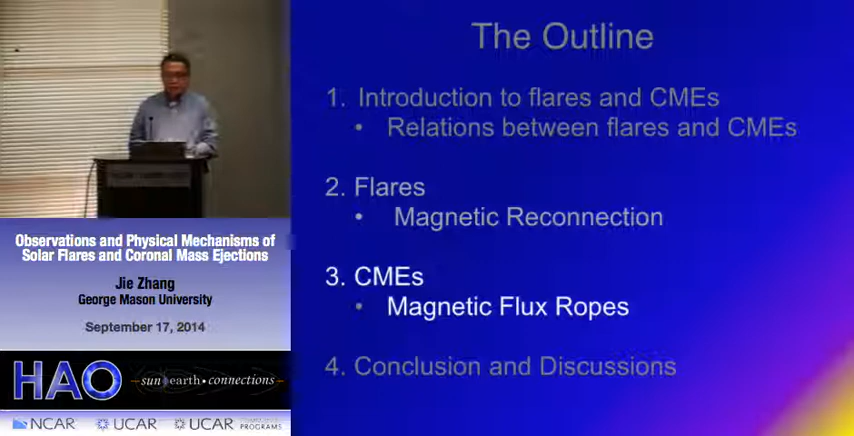 The Outline
1. Introduction to flares and CMEs
• Relations between flares and CMEs
2. Flares
• Magnetic Reconnection
3. CMEs
• Magnetic Flux Ropes
4. Conclusion and Discussions
Observations and Physical Mechanisms of
Solar Flares and Coronal Mass Ejections
Jie Zhang
George Mason University
September 17, 2014
HAO
sun earth • connections
NCAR
UCAR
UCAR
PROGRAMS